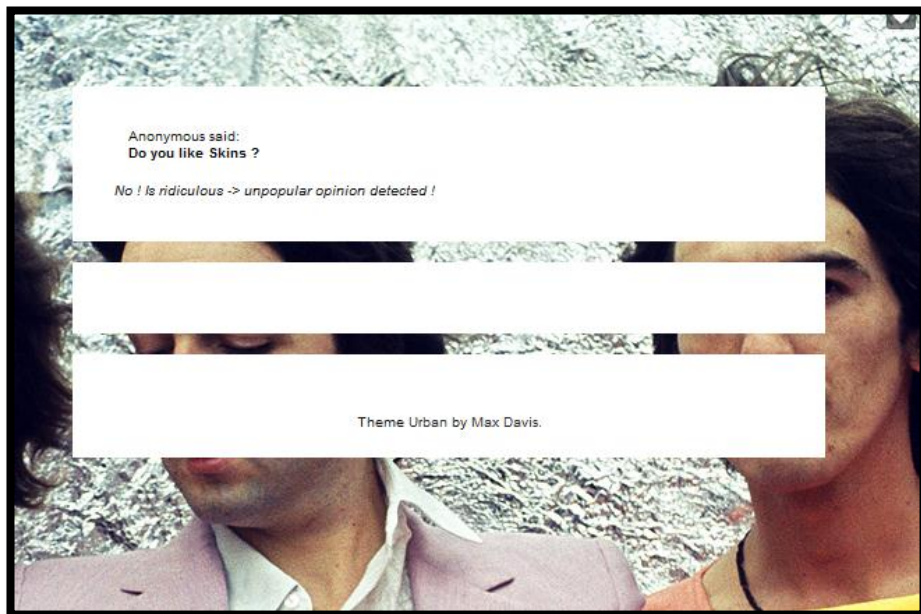 Anonymous said:
Do you like Skins ?
No ! Is ridiculous -> unpopular opinion detected !
Theme Urban by Max Davis.